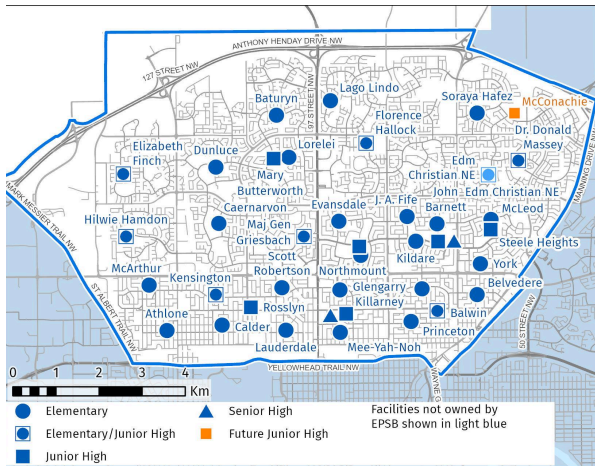 ANTHONY HENDAY DRIVE NW
127 STREET NW
97 STREET NW
Lago Lindo
Baturyn
Soraya Hafez
McConachie
Florence
Hallock
Dr. Donald
Massey
MANNING DRIVE NW
Elizabeth
Finch
Dunluce
Lorelei
Mary
Butterworth
Edm
Christian NE
John
Edm Christian NE
McLeod
MARK MESSIER TRAIL NW
Hilwie Hamdon
Caernarvon
Maj Gen
Griesbach
Evansdale
J. A. Fife
Barnett
Steele Heights
Scott
Robertson
Northmount
Kildare
York
McArthur
Kensington
Glengarry
Killarney
Belvedere
ST ALBERT TRAIL NW
Athlone
Rosslyn
Calder
Lauderdale
Mee-Yah-Noh
Balwin
Princeton
50 STREET NW
YELLOWHEAD TRAIL NW
WAYNE G
0 1 2 3 4
Km
Elementary
Elementary/Junior High
Junior High
Senior High
Future Junior High
Facilities not owned by
EPSB shown in light blue